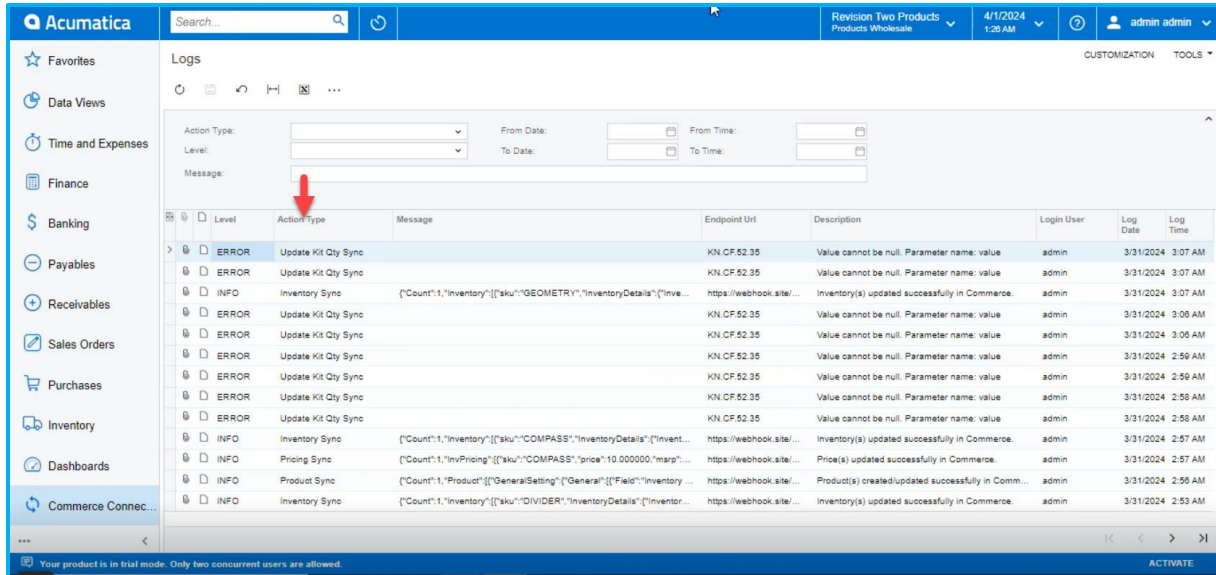 Acumatica
Search...
Revision Two Products
Products Wholesale
4/1/2024
1:26 AM
admin admin
Favorites
Data Views
Time and Expenses
Finance
Banking
Payables
Receivables
Sales Orders
Purchases
Inventory
Dashboards
Commerce Connec...
Logs
CUSTOMIZATION TOOLS
Action Type: From Date: From Time:
Level: To Date: To Time:
Message:
Level Action Type Message Endpoint Url Description Login User Log Date Log Time
ERROR Update Kit Qty Sync KN.CF.52.35 Value cannot be null. Parameter name: value admin 3/31/2024 3:07 AM
ERROR Update Kit Qty Sync KN.CF.52.35 Value cannot be null. Parameter name: value admin 3/31/2024 3:07 AM
INFO Inventory Sync {"Count":1,"Inventory":[{"sku":"GEOMETRY","InventoryDetails":{"Inve... https://webhook.site/... Inventory(s) updated successfully in Commerce. admin 3/31/2024 3:07 AM
ERROR Update Kit Qty Sync KN.CF.52.35 Value cannot be null. Parameter name: value admin 3/31/2024 3:06 AM
ERROR Update Kit Qty Sync KN.CF.52.35 Value cannot be null. Parameter name: value admin 3/31/2024 3:06 AM
ERROR Update Kit Qty Sync KN.CF.52.35 Value cannot be null. Parameter name: value admin 3/31/2024 2:59 AM
ERROR Update Kit Qty Sync KN.CF.52.35 Value cannot be null. Parameter name: value admin 3/31/2024 2:59 AM
ERROR Update Kit Qty Sync KN.CF.52.35 Value cannot be null. Parameter name: value admin 3/31/2024 2:58 AM
ERROR Update Kit Qty Sync KN.CF.52.35 Value cannot be null. Parameter name: value admin 3/31/2024 2:58 AM
INFO Inventory Sync {"Count":1,"Inventory":[{"sku":"COMPASS","InventoryDetails":{"Invent... https://webhook.site/... Inventory(s) updated successfully in Commerce. admin 3/31/2024 2:57 AM
INFO Pricing Sync {"Count":1,"InvPricing":[{"sku":"COMPASS","price":10.000000,"msrp":... https://webhook.site/... Price(s) updated successfully in Commerce. admin 3/31/2024 2:57 AM
INFO Product Sync {"Count":1,"Product":[{"GeneralSetting":{"General":[{"Field":"Inventory ... https://webhook.site/... Product(s) created/updated successfully in Comm... admin 3/31/2024 2:56 AM
INFO Inventory Sync {"Count":1,"Inventory":[{"sku":"DIVIDER","InventoryDetails":{"Inventor... https://webhook.site/... Inventory(s) updated successfully in Commerce. admin 3/31/2024 2:53 AM
Your product is in trial mode. Only two concurrent users are allowed. ACTIVATE